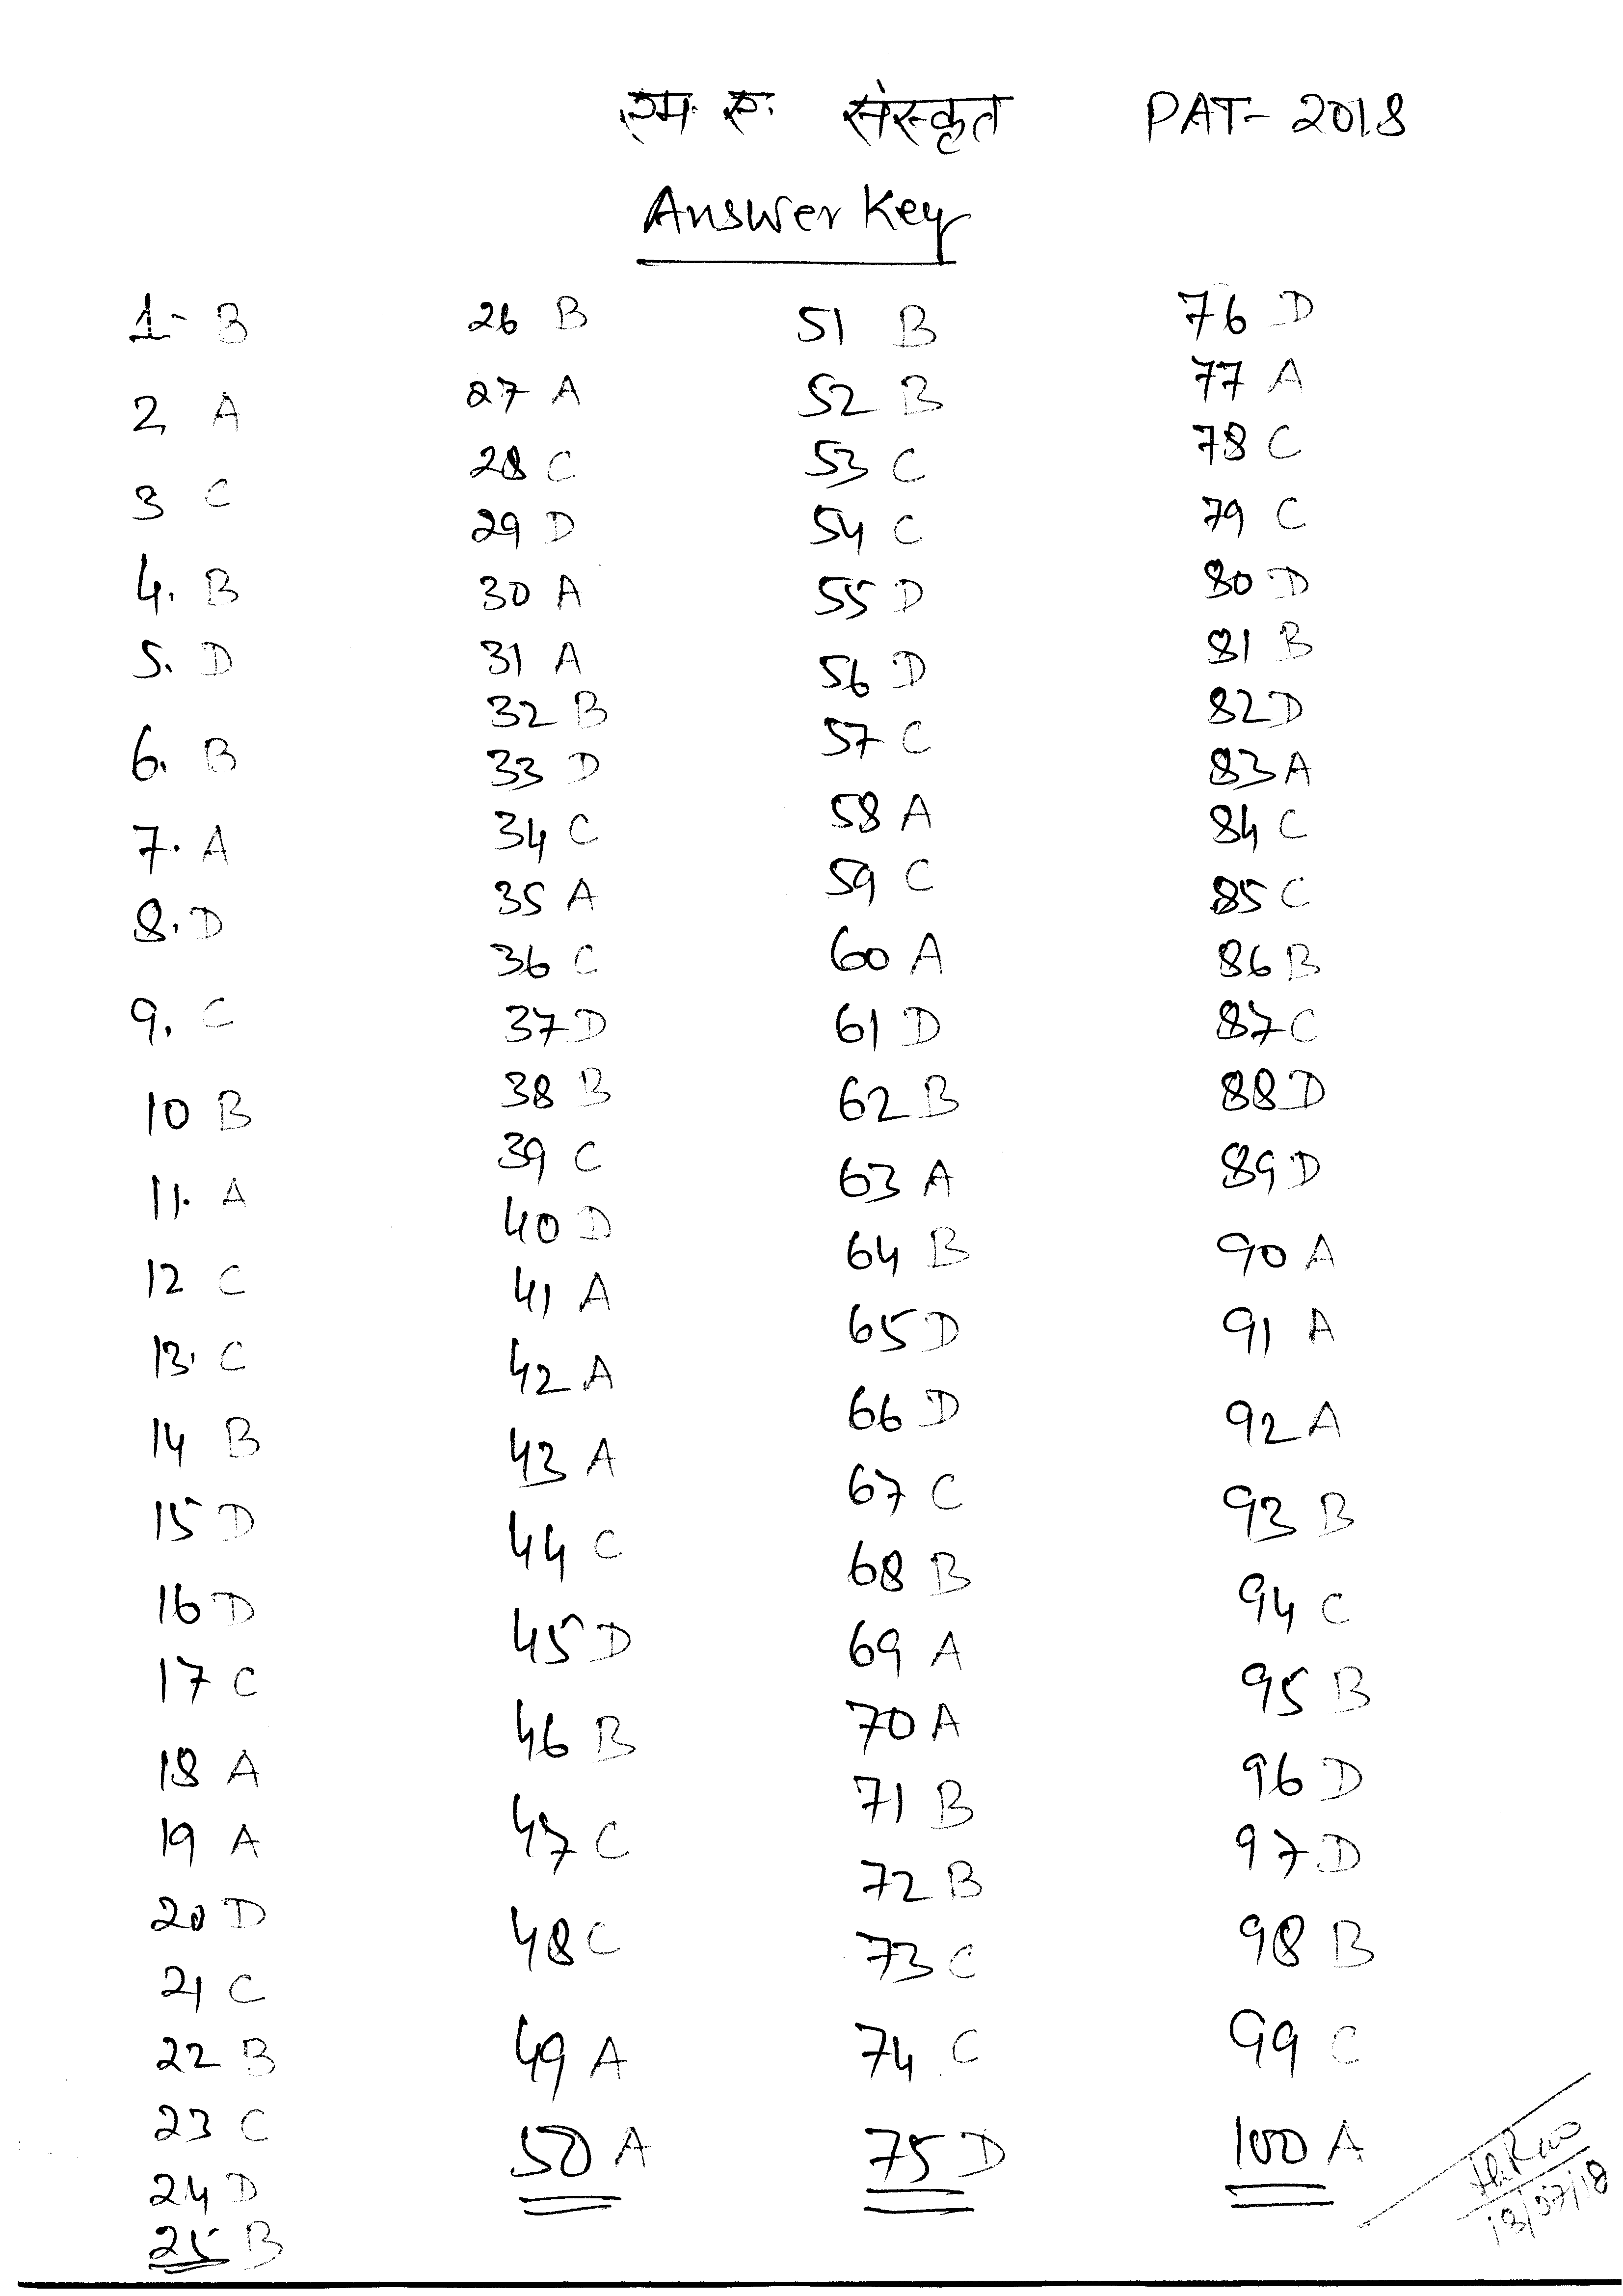 एम. ए. संस्कृत PAT- 2018
Answer Key
1- B
2 A
3 C
4. B
5. D
6. B
7. A
8. D
9. C
10 B
11. A
12 C
13. C
14 B
15 D
16 D
17 C
18 A
19 A
20 D
21 C
22 B
23 C
24 D
25 B
26 B
27 A
28 C
29 D
30 A
31 A
32 B
33 D
34 C
35 A
36 C
37 D
38 B
39 C
40 D
41 A
42 A
43 A
44 C
45 D
46 B
47 C
48 C
49 A
50 A
51 B
52 B
53 C
54 C
55 D
56 D
57 C
58 A
59 C
60 A
61 D
62 B
63 A
64 B
65 D
66 D
67 C
68 B
69 A
70 A
71 B
72 B
73 C
74 C
75 D
76 D
77 A
78 C
79 C
80 D
81 B
82 D
83 A
84 C
85 C
86 B
87 C
88 D
89 D
90 A
91 A
92 A
93 B
94 C
95 B
96 D
97 D
98 B
99 C
100 A